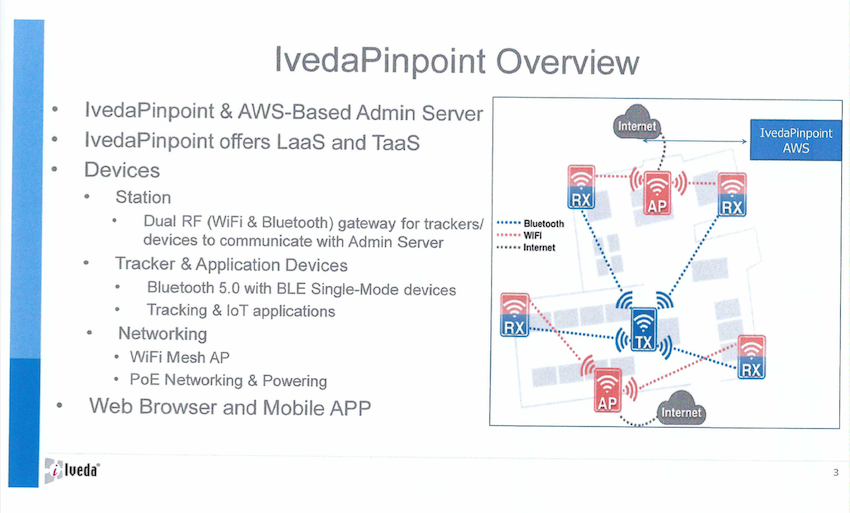 IvedaPinpoint Overview
• IvedaPinpoint & AWS-Based Admin Server
• IvedaPinpoint offers LaaS and TaaS
• Devices
• Station
• Dual RF (WiFi & Bluetooth) gateway for trackers/
devices to communicate with Admin Server
• Tracker & Application Devices
• Bluetooth 5.0 with BLE Single-Mode devices
• Tracking & IoT applications
• Networking
• WiFi Mesh AP
• PoE Networking & Powering
• Web Browser and Mobile APP
Internet
IvedaPinpoint
AWS
RX
AP
RX
Bluetooth
WIFI
Internet
RX
TX
RX
AP
Internet
iveda®
3